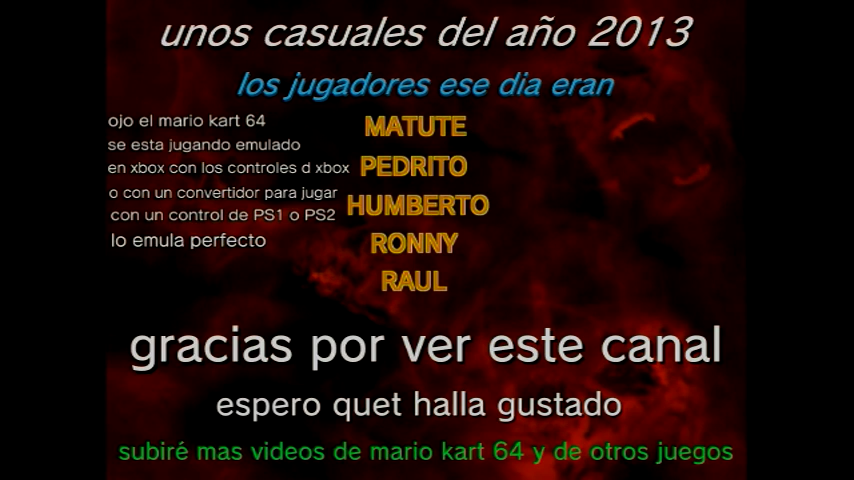 unos casuales del año 2013
los jugadores ese dia eran
ojo el mario kart 64
se esta jugando emulado
en xbox con los controles d xbox
o con un convertidor para jugar
con un control de PS1 o PS2
lo emula perfecto
MATUTE
PEDRITO
HUMBERTO
RONNY
RAUL
gracias por ver este canal
espero quet halla gustado
subiré mas videos de mario kart 64 y de otros juegos